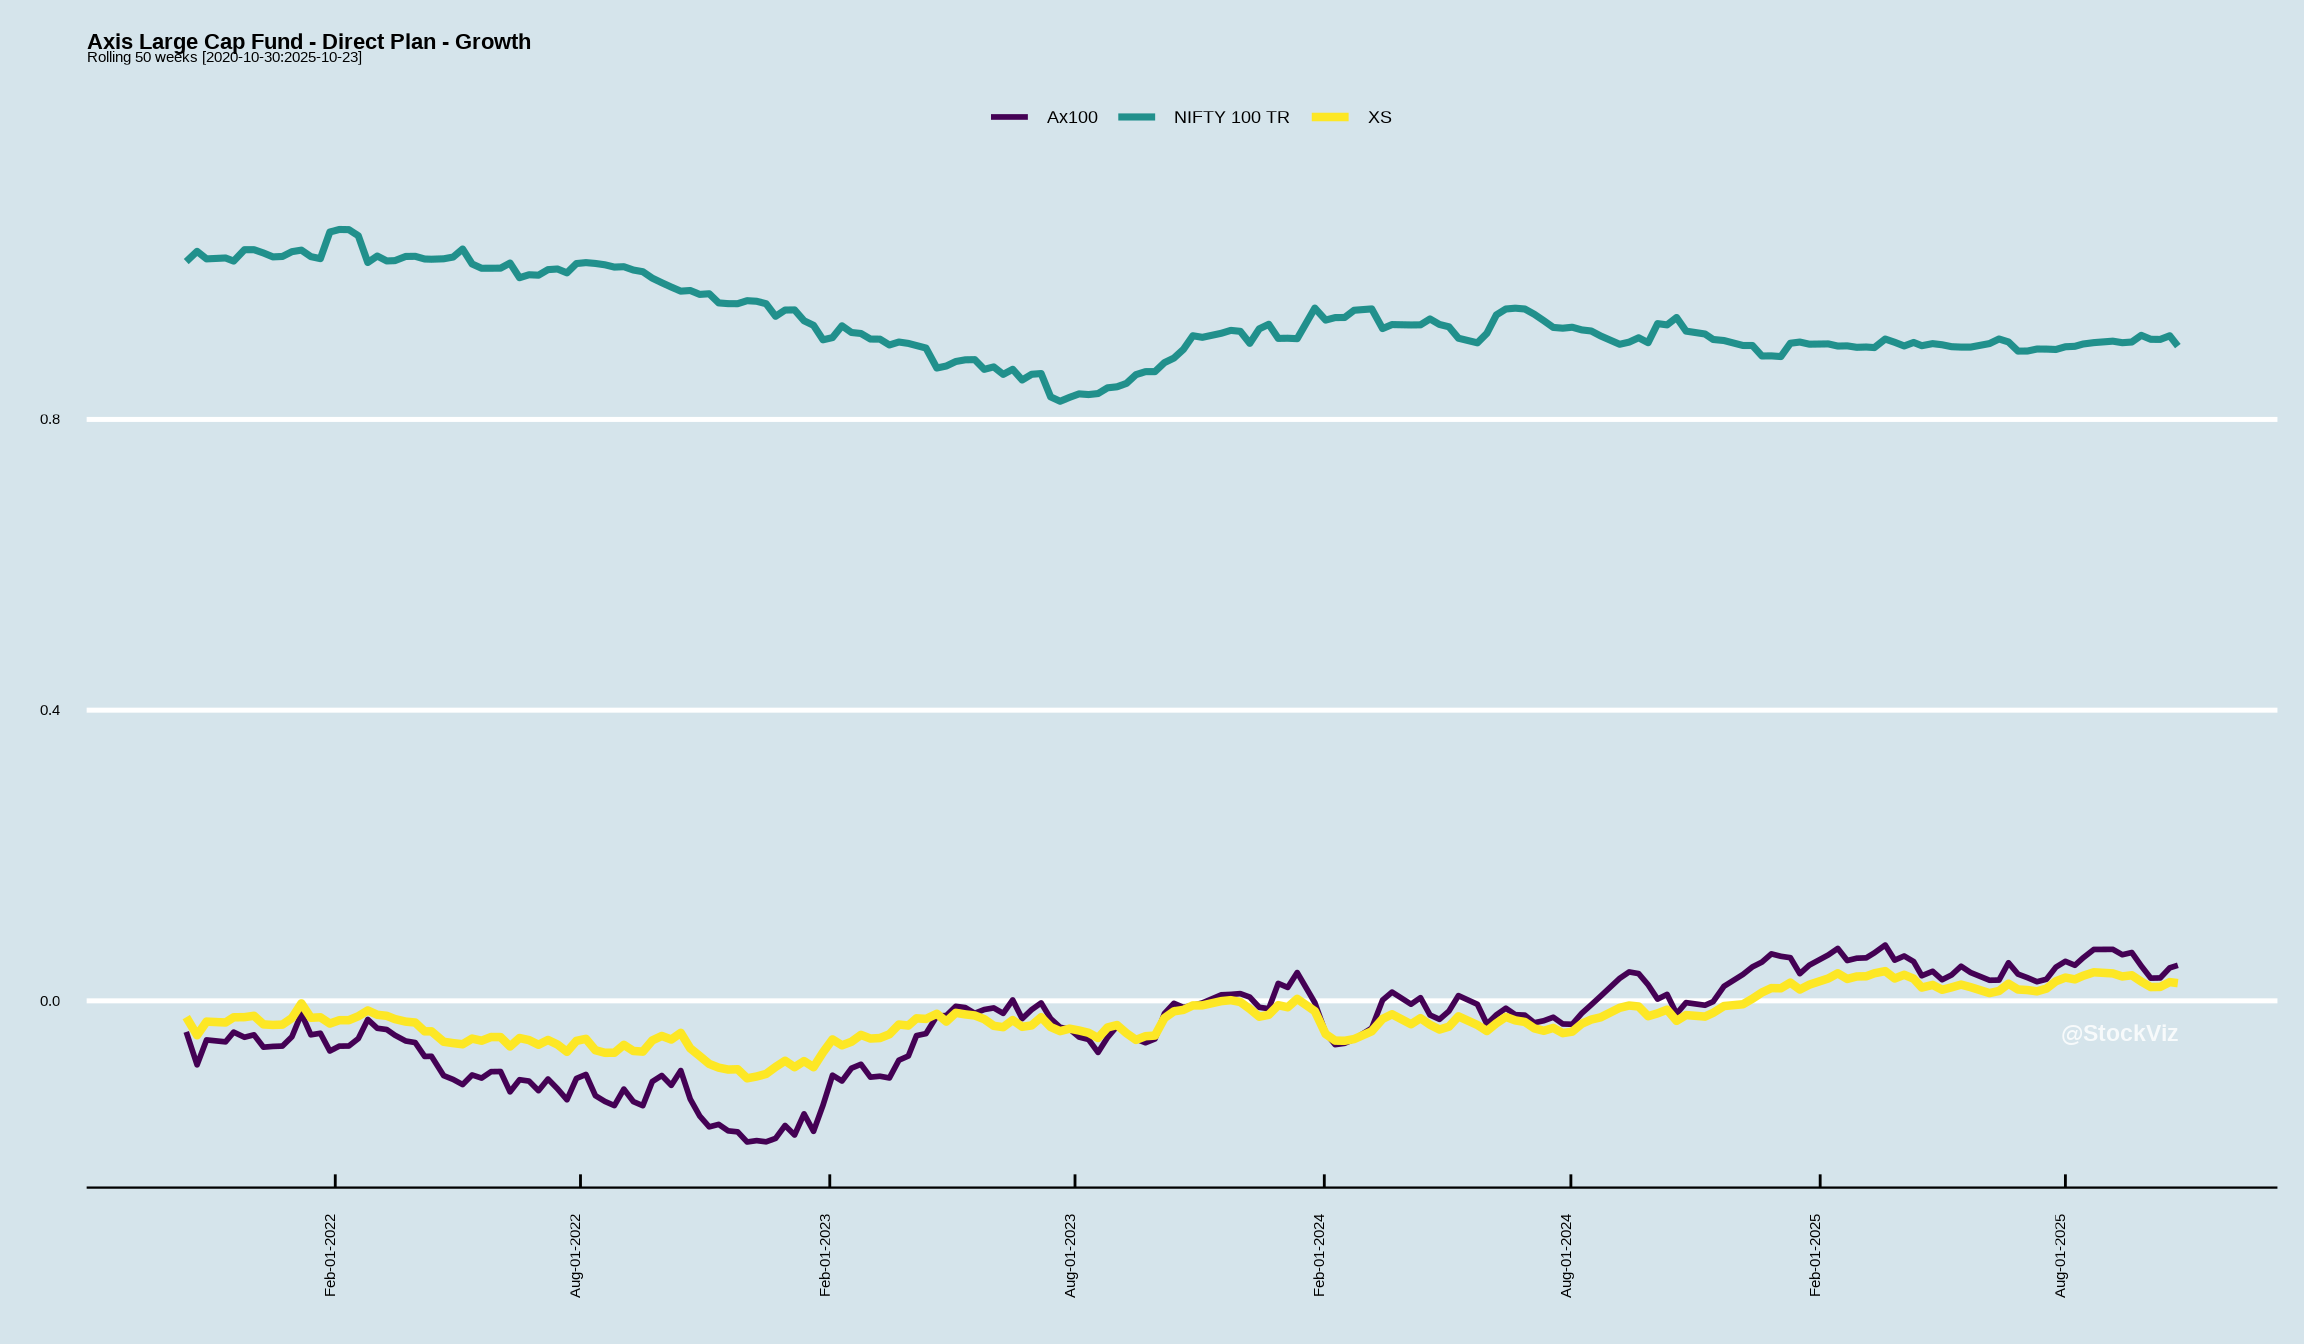 Axis Large Cap Fund - Direct Plan - Growth
Rolling 50 weeks [2020-10-30:2025-10-23]
Ax100 NIFTY 100 TR XS
0.8
0.4
0.0
@StockViz
Feb-01-2022 Aug-01-2022 Feb-01-2023 Aug-01-2023 Feb-01-2024 Aug-01-2024 Feb-01-2025 Aug-01-2025